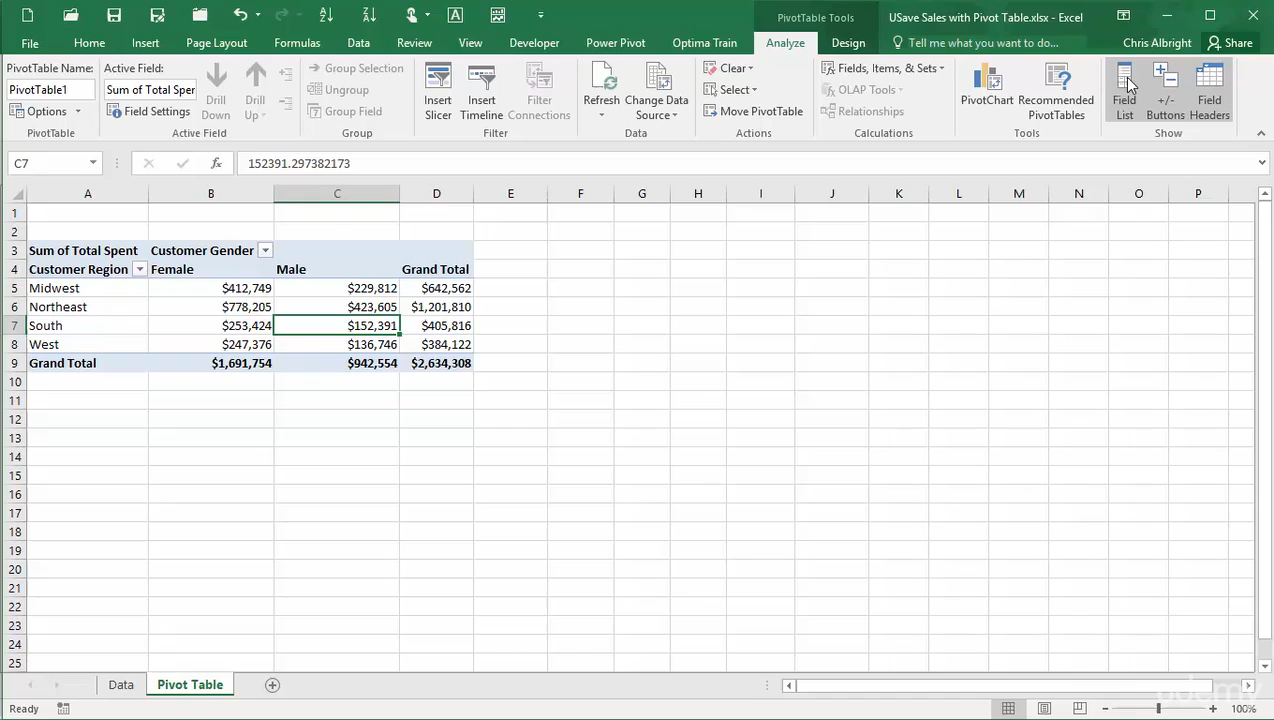 PivotTable Tools
USave Sales with Pivot Table.xlsx - Excel
File Home Insert Page Layout Formulas Data Review View Developer Power Pivot Optima Train Analyze Design Tell me what you want to do... Chris Albright Share
PivotTable Name:
PivotTable1
Options
PivotTable
Active Field:
Sum of Total Sper
Field Settings
Drill Down
Drill Up
Active Field
Group Selection
Ungroup
Group Field
Group
Insert Slicer
Insert Timeline
Filter Connections
Filter
Refresh
Change Data Source
Data
Clear
Select
Move PivotTable
Actions
Fields, Items, & Sets
OLAP Tools
Relationships
Calculations
PivotChart
Recommended PivotTables
Tools
Field List
+/- Buttons
Field Headers
Show
C7 fx 152391.297382173
A B C D E F G H I J K L M N O P
1
2
3 Sum of Total Spent Customer Gender
4 Customer Region Female Male Grand Total
5 Midwest $412,749 $229,812 $642,562
6 Northeast $778,205 $423,605 $1,201,810
7 South $253,424 $152,391 $405,816
8 West $247,376 $136,746 $384,122
9 Grand Total $1,691,754 $942,554 $2,634,308
10
11
12
13
14
15
16
17
18
19
20
21
22
23
24
25
Data Pivot Table
udemy
Ready 100%